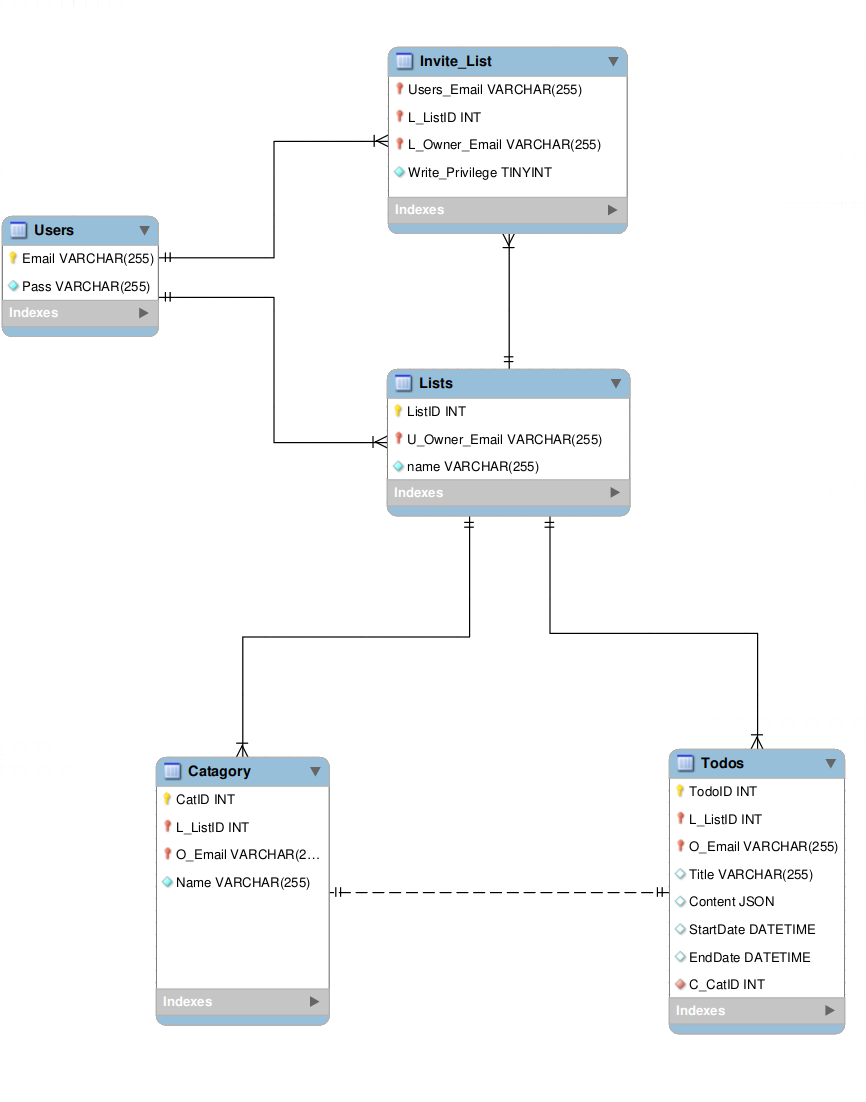 Invite_List
Users_Email VARCHAR(255)
L_ListID INT
L_Owner_Email VARCHAR(255)
Write_Privilege TINYINT
Indexes
Users
Email VARCHAR(255)
Pass VARCHAR(255)
Indexes
Lists
ListID INT
U_Owner_Email VARCHAR(255)
name VARCHAR(255)
Indexes
Catagory
CatID INT
L_ListID INT
O_Email VARCHAR(2...
Name VARCHAR(255)
Indexes
Todos
TodoID INT
L_ListID INT
O_Email VARCHAR(255)
Title VARCHAR(255)
Content JSON
StartDate DATETIME
EndDate DATETIME
C_CatID INT
Indexes